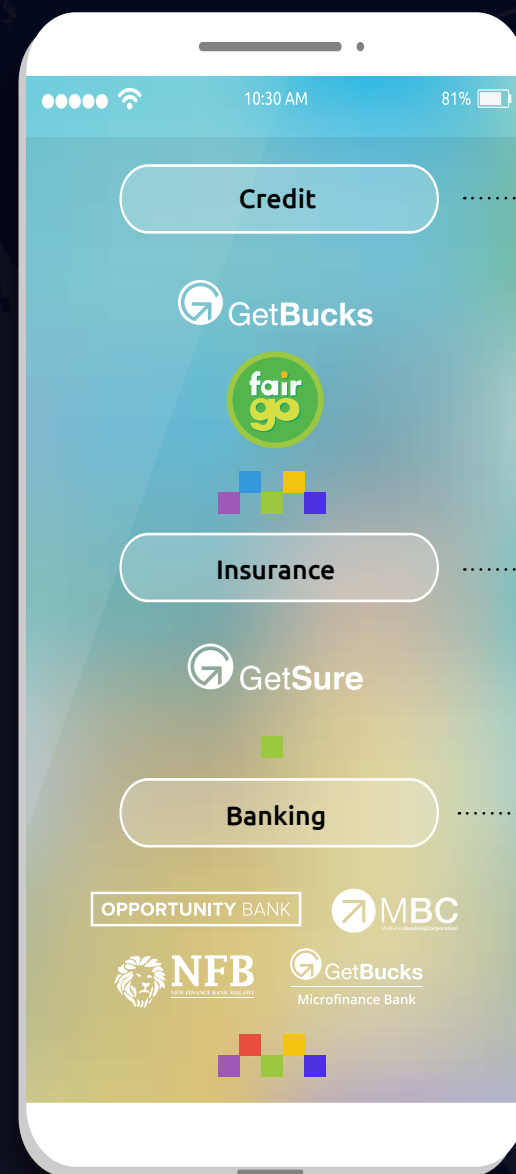 10:30 AM 81%
Credit
GetBucks
fair
go
Insurance
GetSure
Banking
OPPORTUNITY BANK
MBC
MyBucksBankingCorporation
NFB
NEW FINANCE BANK MALAWI
GetBucks
Microfinance Bank